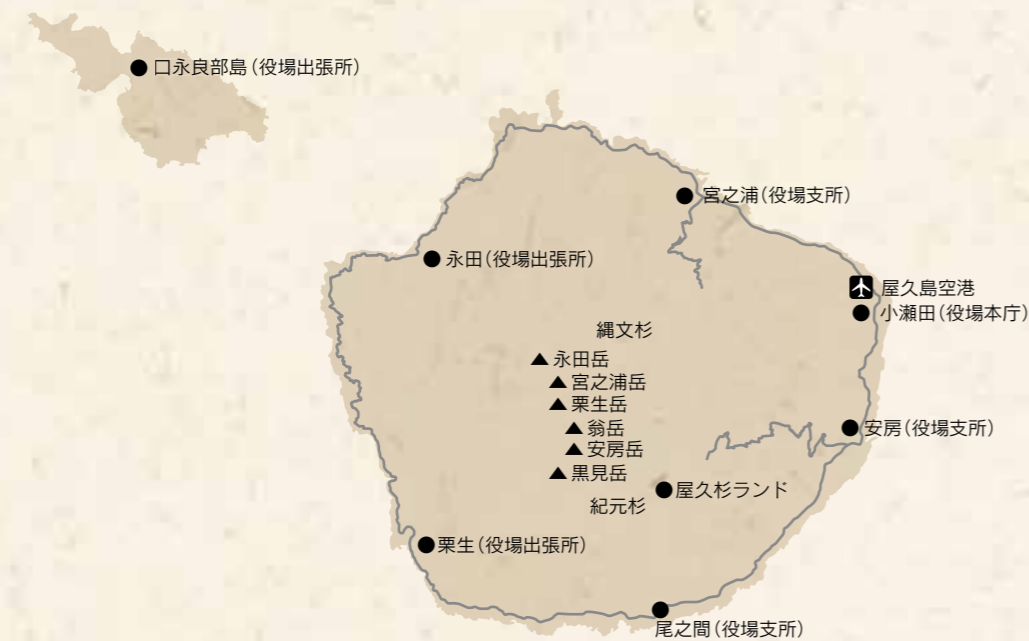 口永良部島（役場出張所）
宮之浦（役場支所）
永田（役場出張所）
屋久島空港
小瀬田（役場本庁）
縄文杉
永田岳
宮之浦岳
栗生岳
翁岳
安房（役場支所）
安房岳
黒見岳
屋久杉ランド
紀元杉
栗生（役場出張所）
尾之間（役場支所）